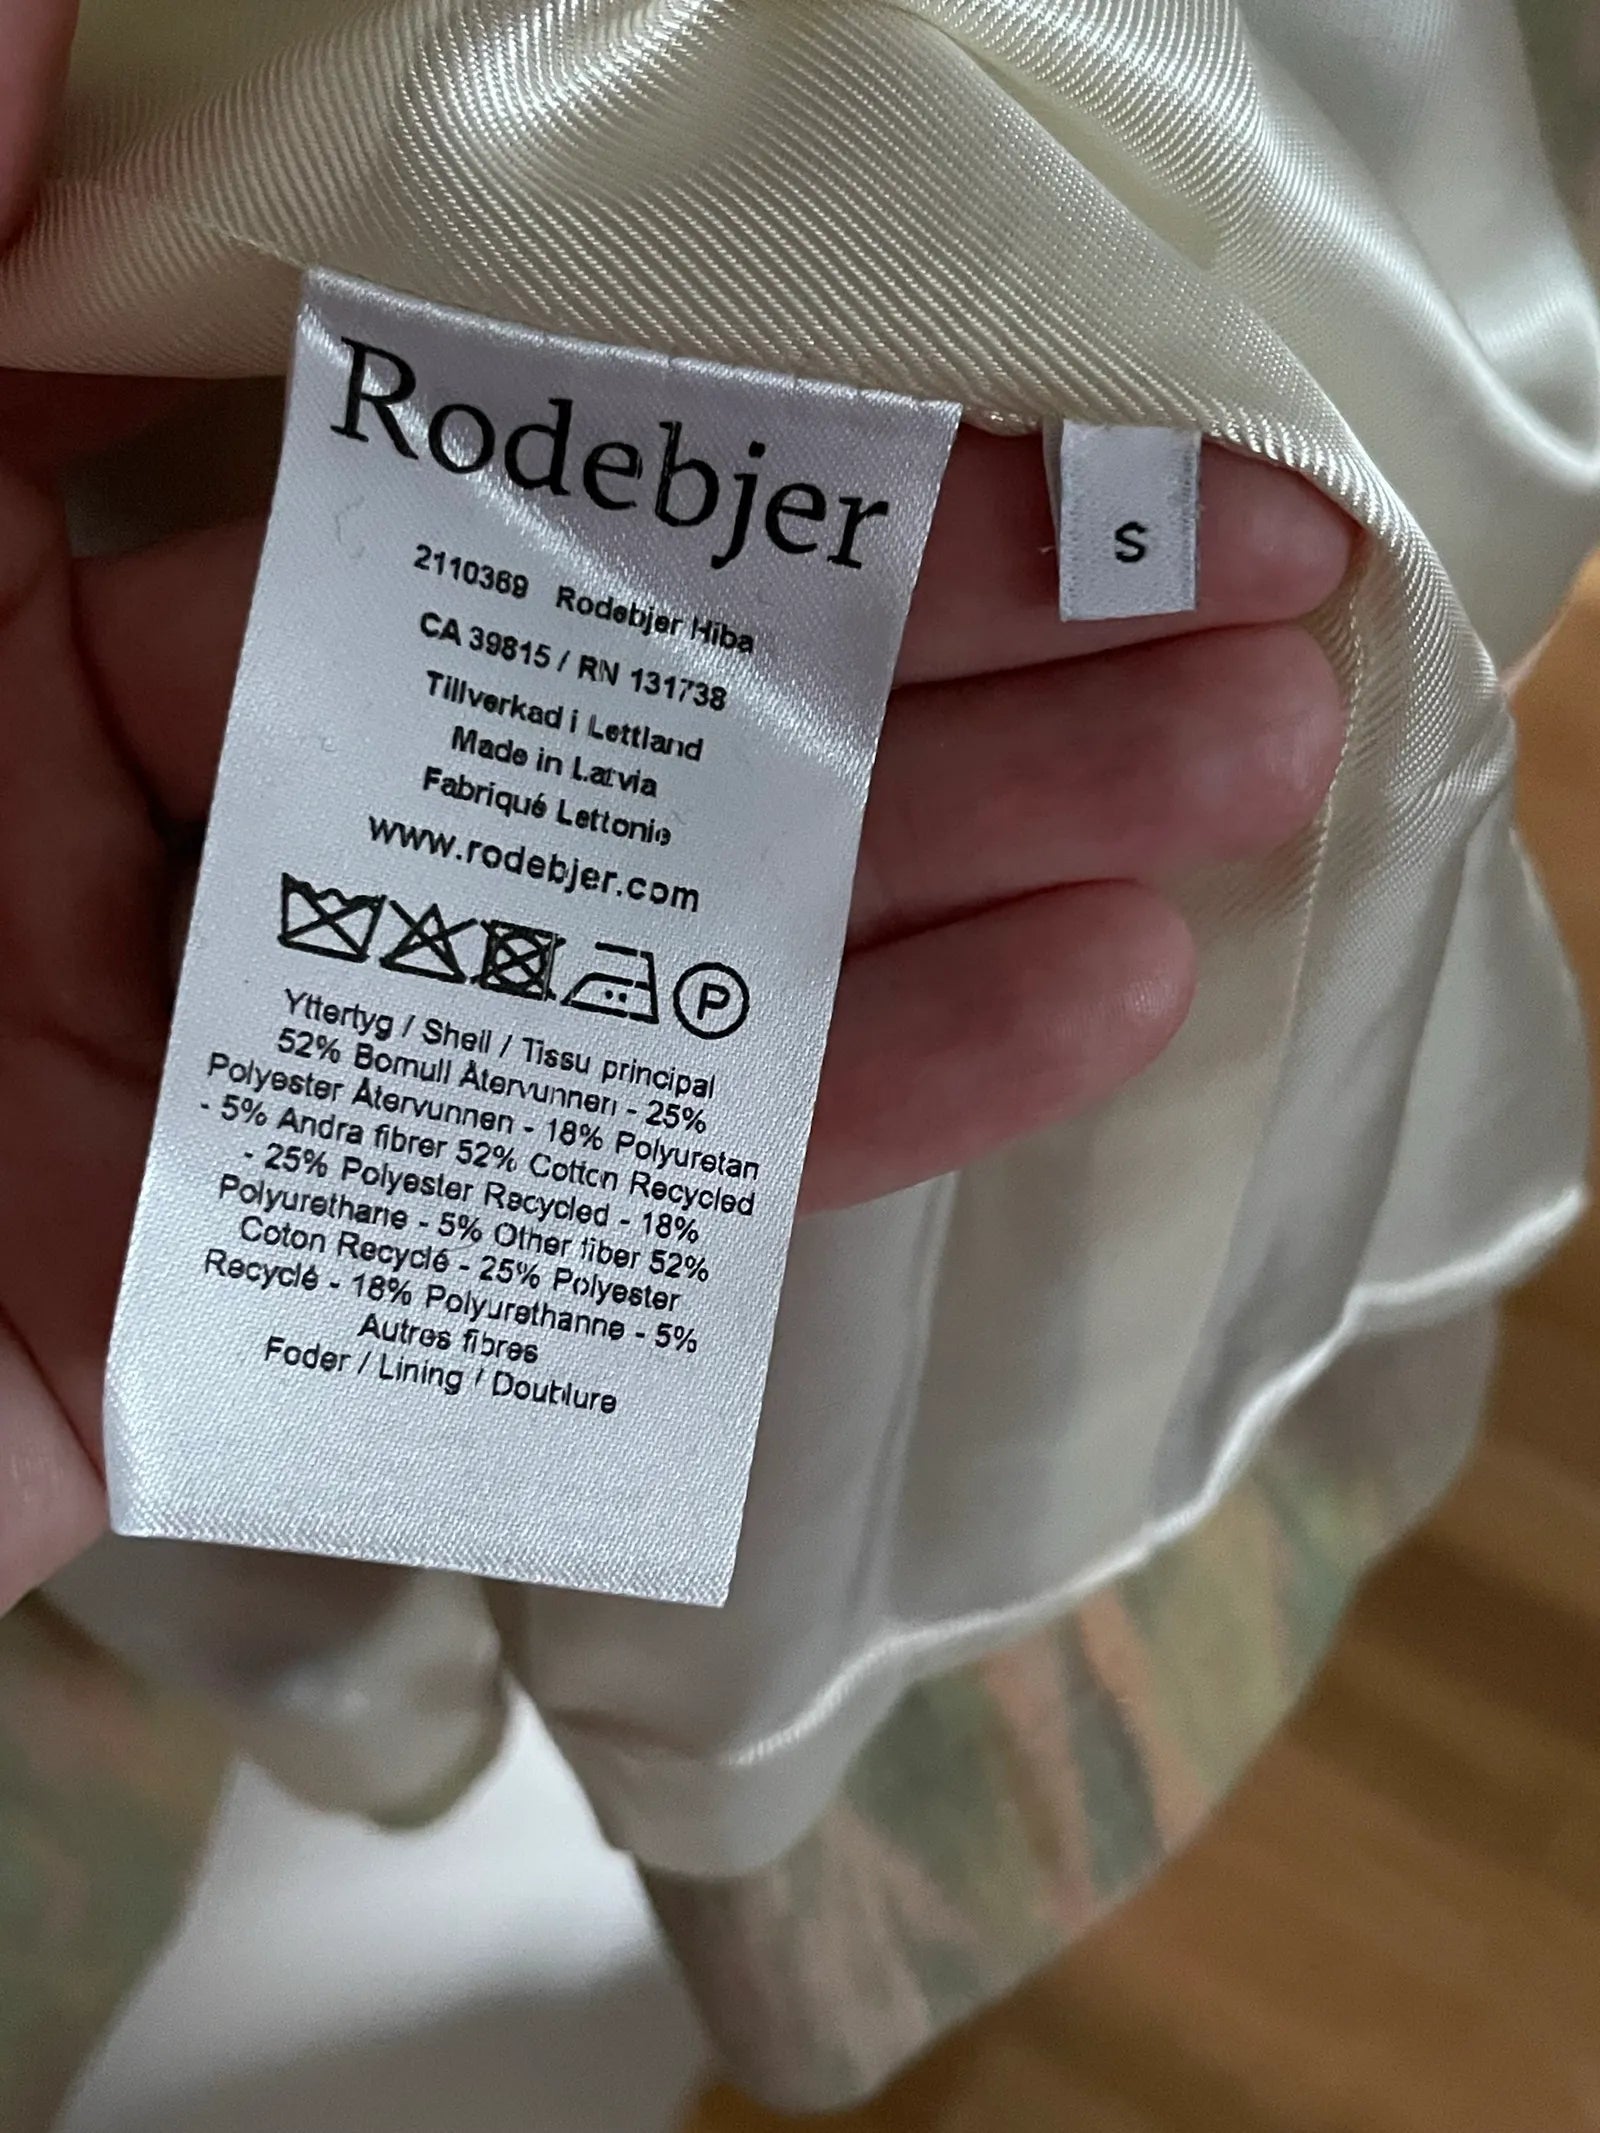 Rodebjer
S
2110369 Rodebjer Hiba
CA 39815 / RN 131738
Tillverkad i Lettland
Made in Latvia
Fabriqué Lettonie
www.rodebjer.com
P
Yttertyg / Shell / Tissu principal
52% Bomull Återvunnen - 25%
Polyester Återvunnen - 18% Polyuretan
- 5% Andra fibrer 52% Cotton Recycled
- 25% Polyester Recycled - 18%
Polyurethane - 5% Other fiber 52%
Coton Recyclé - 25% Polyester
Recyclé - 18% Polyurethanne - 5%
Autres fibres
Foder / Lining / Doublure